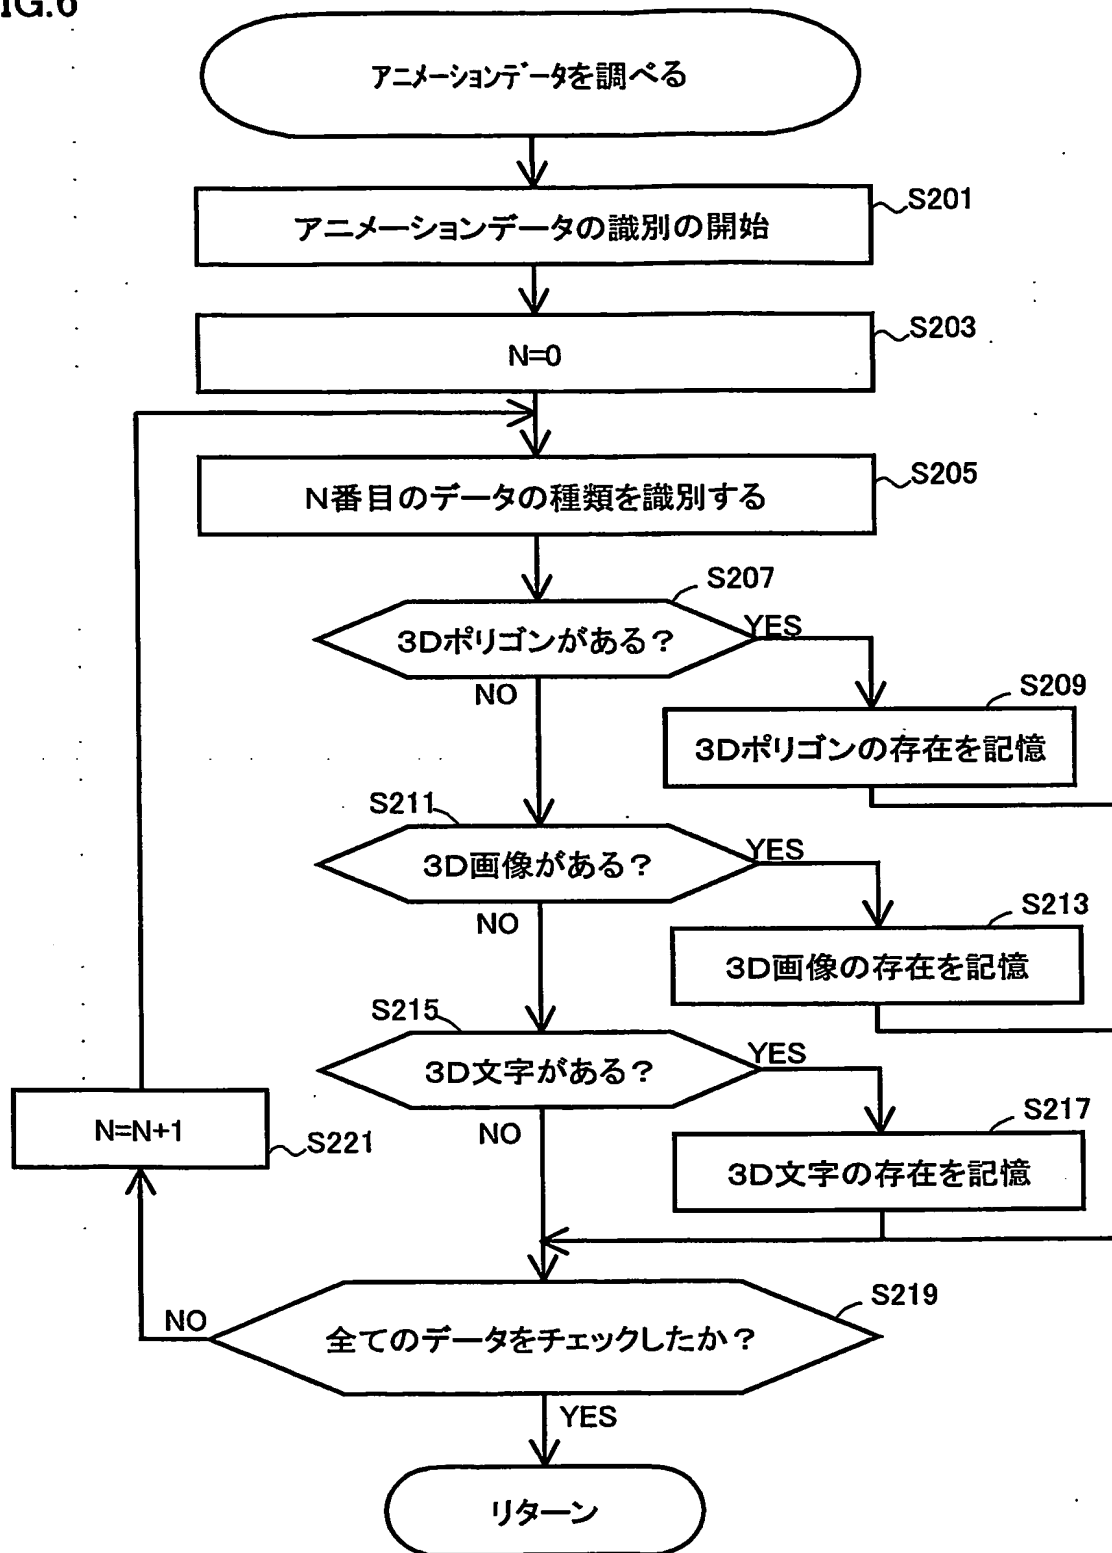 IG.6
アニメーションデータを調べる
S201
アニメーションデータの識別の開始
S203
N=0
S205
N番目のデータの種類を識別する
S207
3Dポリゴンがある?
YES
NO
S209
3Dポリゴンの存在を記憶
S211
3D画像がある?
YES
NO
S213
3D画像の存在を記憶
S215
3D文字がある?
YES
NO
S217
3D文字の存在を記憶
N=N+1
S221
S219
全てのデータをチェックしたか?
NO
YES
リターン